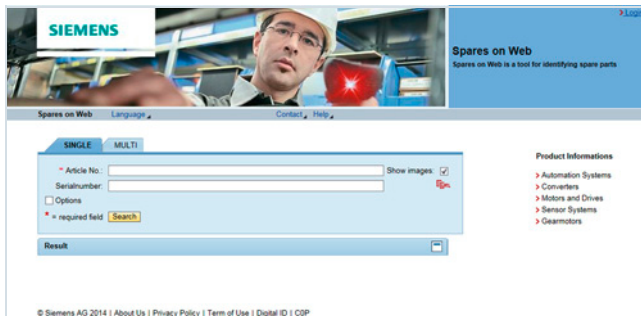 SIEMENS
Login
Spares on Web
Spares on Web is a tool for identifying spare parts
Spares on Web Language Contact Help
SINGLE MULTI
* Article No.: Show images:
Serialnumber:
Options
* = required field Search
Result
Product Informations
Automation Systems
Converters
Motors and Drives
Sensor Systems
Gearmotors
© Siemens AG 2014 | About Us | Privacy Policy | Term of Use | Digital ID | COP